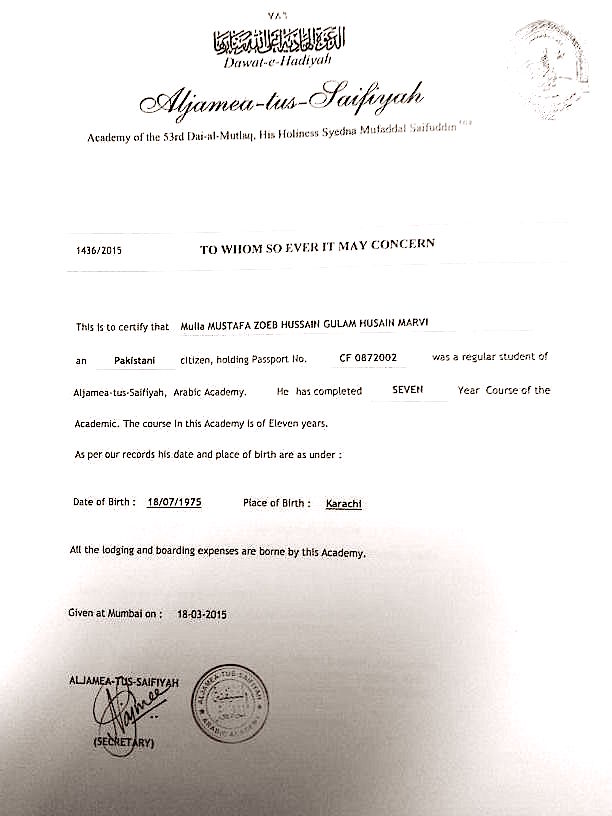 ٧٨٦
Dawat-e-Hadiyah
Aljamea-tus-Saifiyah
Academy of the 53rd Dai-al-Mutlaq, His Holiness Syedna Mufaddal Saifuddin
1436/2015 TO WHOM SO EVER IT MAY CONCERN
This is to certify that Mulla MUSTAFA ZOEB HUSSAIN GULAM HUSAIN MARVI
an Pakistani citizen, holding Passport No. CF 0872002 was a regular student of
Aljamea-tus-Saifiyah, Arabic Academy. He has completed SEVEN Year Course of the
Academic. The course in this Academy is of Eleven years.
As per our records his date and place of birth are as under :
Date of Birth : 18/07/1975 Place of Birth : Karachi
All the lodging and boarding expenses are borne by this Academy.
Given at Mumbai on : 18-03-2015
ALJAMEA-TUS-SAIFIYAH
(SECRETARY)
ALJAMEA-TUS-SAIFIYAH
ARABIC ACADEMY